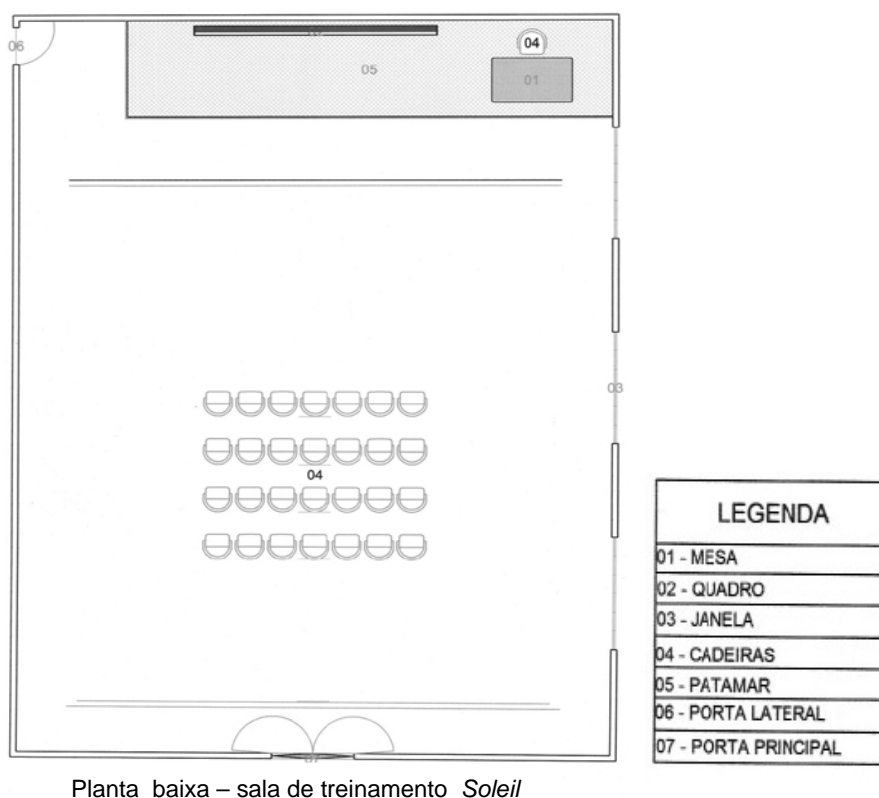 06
04
05
01
03
04
07
LEGENDA
01 - MESA
02 - QUADRO
03 - JANELA
04 - CADEIRAS
05 - PATAMAR
06 - PORTA LATERAL
07 - PORTA PRINCIPAL
Planta baixa – sala de treinamento Soleil